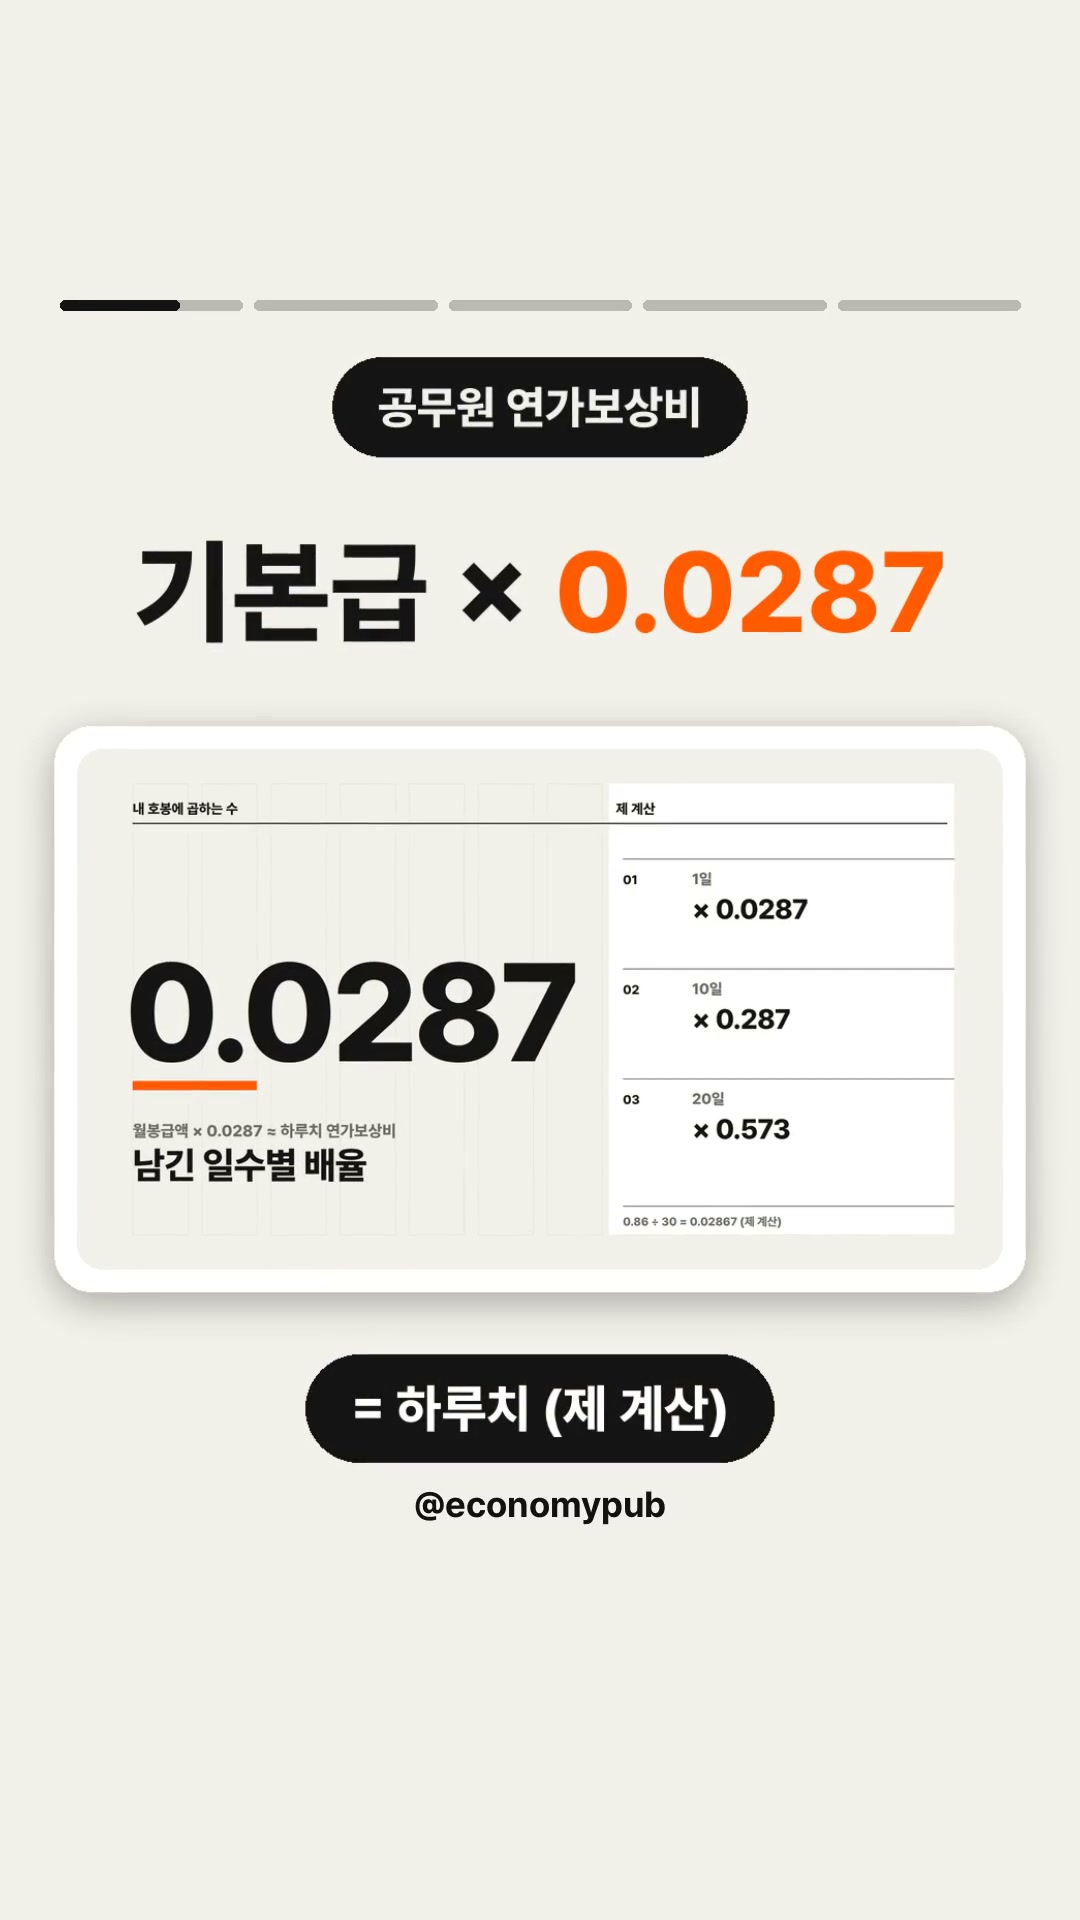 공무원 연가보상비
기본급 × 0.0287
내 호봉에 곱하는 수
0.0287
월봉급액 × 0.0287 ≈ 하루치 연가보상비
남긴 일수별 배율
제 계산
01 1일
× 0.0287
02 10일
× 0.287
03 20일
× 0.573
0.86 ÷ 30 = 0.02867 (제 계산)
= 하루치 (제 계산)
@economypub